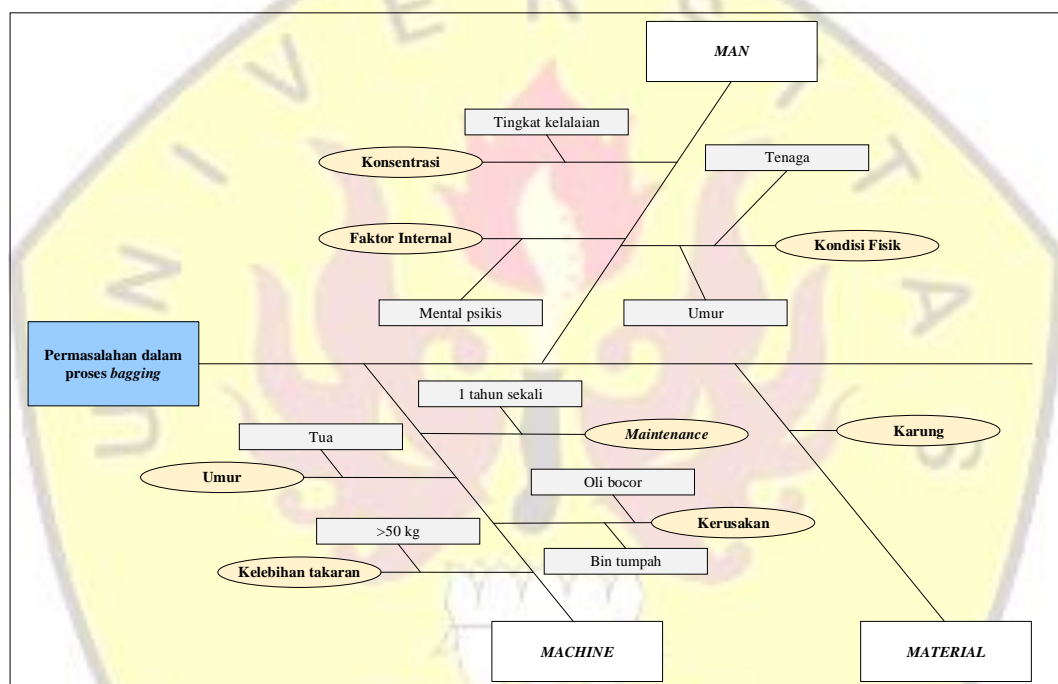 UNIVERSITAS
MAN
Tingkat kelalaian
Konsentrasi
Tenaga
Faktor Internal
Kondisi Fisik
Mental psikis
Umur
Permasalahan dalam
proses bagging
1 tahun sekali
Maintenance
Karung
Tua
Umur
Oli bocor
>50 kg
Kerusakan
Bin tumpah
Kelebihan takaran
MACHINE
MATERIAL